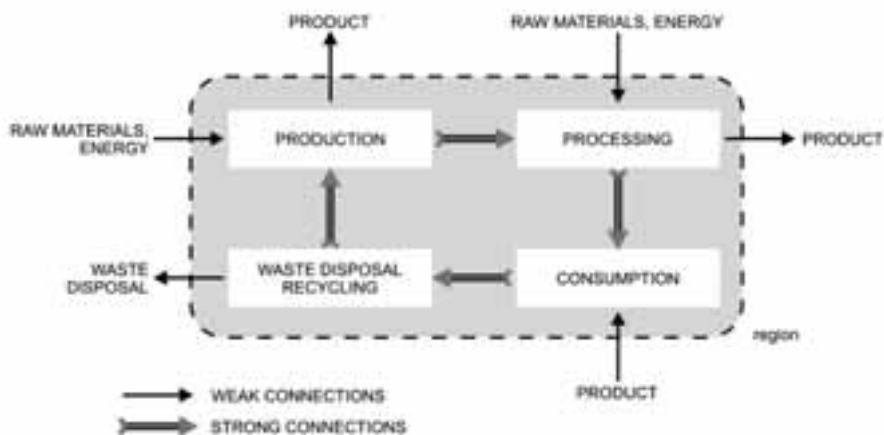 PRODUCT
RAW MATERIALS, ENERGY
RAW MATERIALS,
ENERGY
PRODUCTION
PROCESSING
PRODUCT
WASTE
DISPOSAL
WASTE DISPOSAL
RECYCLING
CONSUMPTION
region
PRODUCT
WEAK CONNECTIONS
STRONG CONNECTIONS